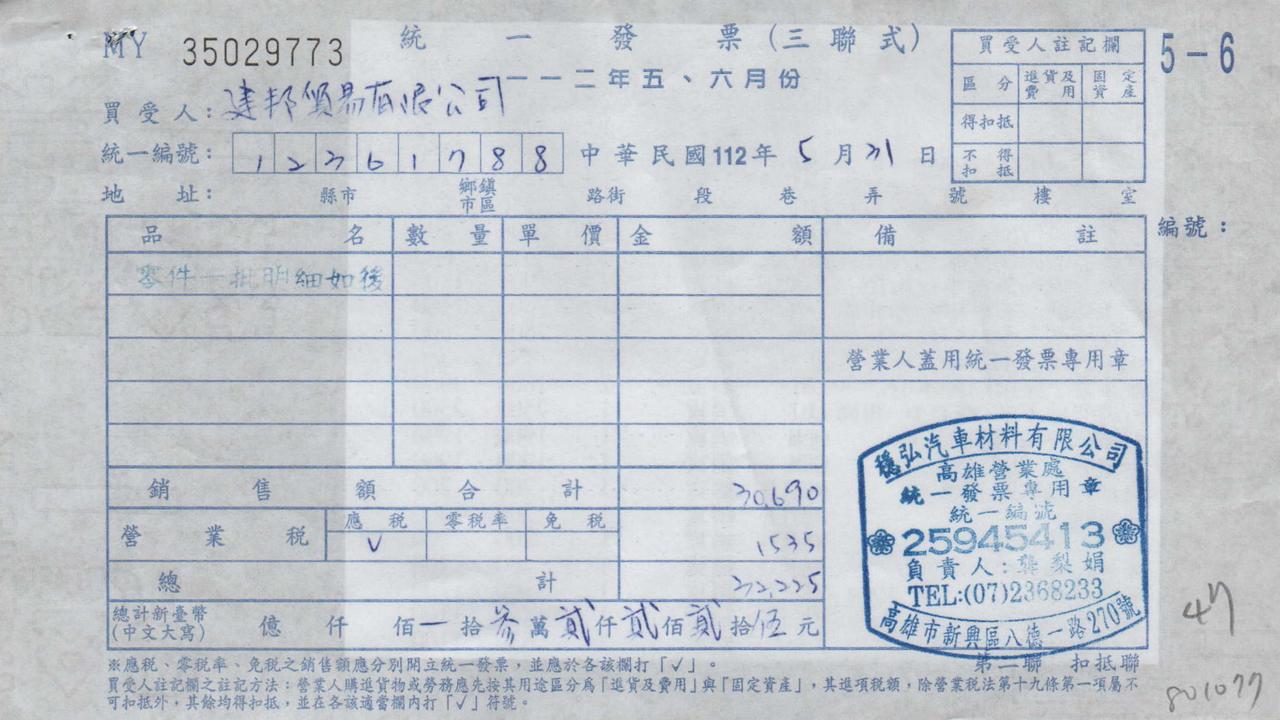 MY 35029773
統一發票(三聯式)
一一二年五、六月份
5-6
買受人註記欄
區分 進貨及費用 固定資產
得扣抵
不得扣抵
買受人:建邦貿易有限公司
統一編號:12361788 中華民國112年5月31日
地址: 縣市 鄉鎮市區 路街 段 巷 弄 號 樓 室
品名 數量 單價 金額 備註 編號:
零件一批明細如後
營業人蓋用統一發票專用章
銷售額合計 30,690
營業稅 應稅 零稅率 免稅 1535
V
總計 32,225
總計新臺幣(中文大寫) 億 仟 佰一拾參萬貳仟貳佰貳拾伍元
穩弘汽車材料有限公司
高雄營業處
統一發票專用章
統一編號
25945413
負責人:龔梨娟
TEL:(07)2368233
高雄市新興區八德一路270號
第二聯 扣抵聯
※應稅、零稅率、免稅之銷售額應分別開立統一發票,並應於各該欄打「✓」。
買受人註記欄之註記方法:營業人購進貨物或勞務應先按其用途區分為「進貨及費用」與「固定資產」,其進項稅額,除營業稅法第十九條第一項屬不
可扣抵外,其餘均得扣抵,並在各該適當欄內打「✓」符號。
47
801077